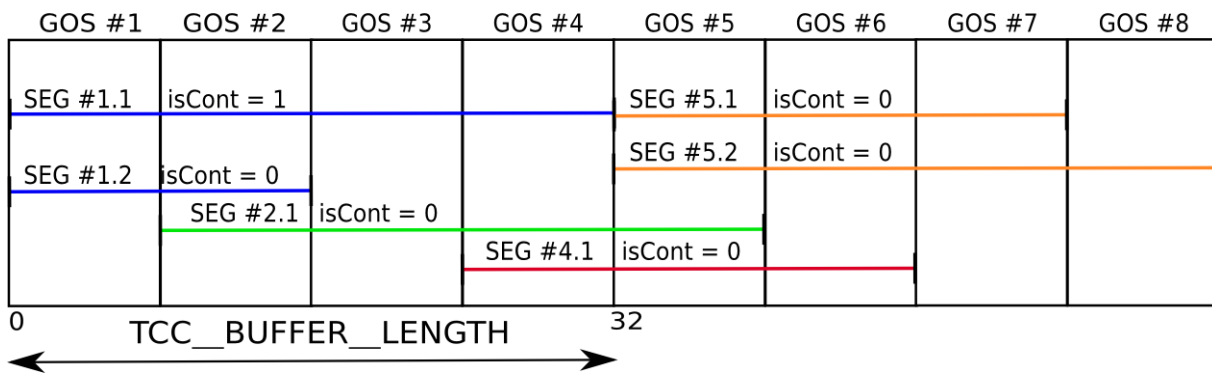 GOS #1 GOS #2 GOS #3 GOS #4 GOS #5 GOS #6 GOS #7 GOS #8
SEG #1.1 isCont = 1 SEG #5.1 isCont = 0
SEG #5.2 isCont = 0
SEG #1.2 isCont = 0
SEG #2.1 isCont = 0
SEG #4.1 isCont = 0
0 32
TCC__BUFFER__LENGTH